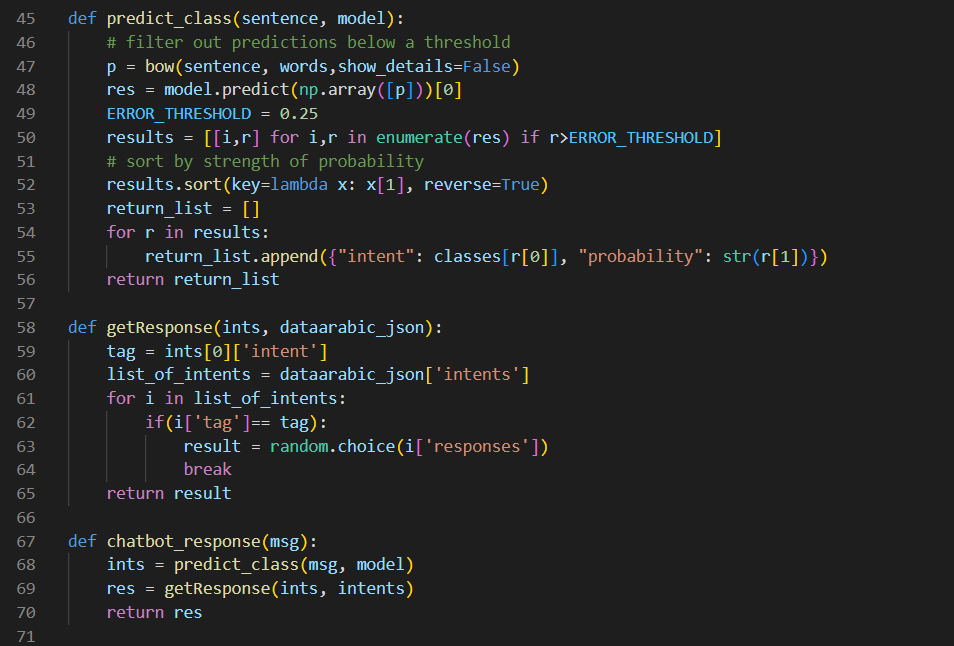 45 def predict_class(sentence, model):
46     # filter out predictions below a threshold
47     p = bow(sentence, words,show_details=False)
48     res = model.predict(np.array([p]))[0]
49     ERROR_THRESHOLD = 0.25
50     results = [[i,r] for i,r in enumerate(res) if r>ERROR_THRESHOLD]
51     # sort by strength of probability
52     results.sort(key=lambda x: x[1], reverse=True)
53     return_list = []
54     for r in results:
55         return_list.append({"intent": classes[r[0]], "probability": str(r[1])})
56     return return_list
57
58 def getResponse(ints, dataarabic_json):
59     tag = ints[0]['intent']
60     list_of_intents = dataarabic_json['intents']
61     for i in list_of_intents:
62         if(i['tag']== tag):
63             result = random.choice(i['responses'])
64             break
65     return result
66
67 def chatbot_response(msg):
68     ints = predict_class(msg, model)
69     res = getResponse(ints, intents)
70     return res
71